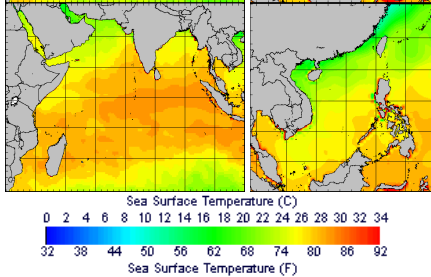 Sea Surface Temperature (C)
0 2 4 6 8 10 12 14 16 18 20 22 24 26 28 30 32 34
32 38 44 50 56 62 68 74 80 86 92
Sea Surface Temperature (F)